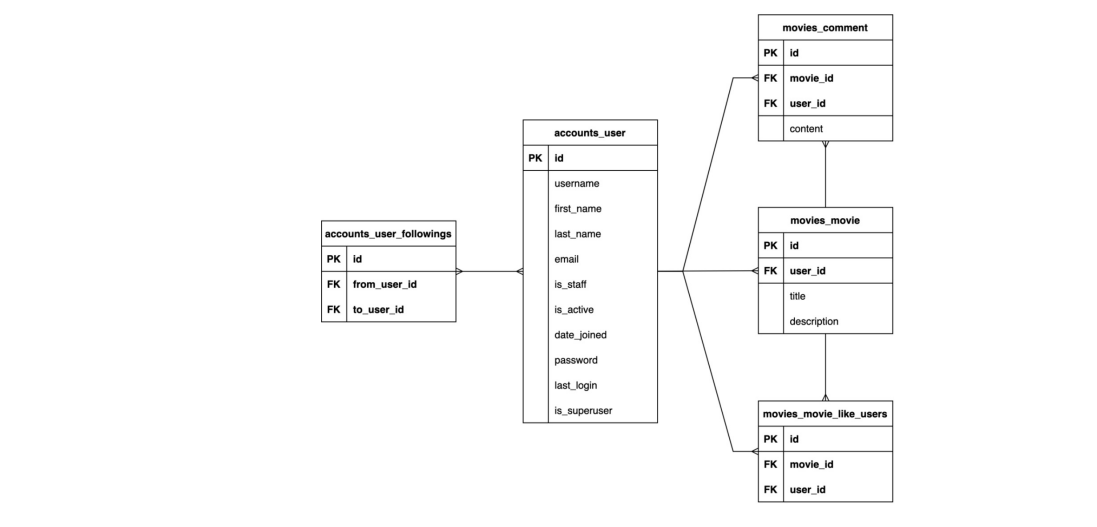 accounts_user_followings
PK id
FK from_user_id
FK to_user_id
accounts_user
PK id
username
first_name
last_name
email
is_staff
is_active
date_joined
password
last_login
is_superuser
movies_comment
PK id
FK movie_id
FK user_id
content
movies_movie
PK id
FK user_id
title
description
movies_movie_like_users
PK id
FK movie_id
FK user_id